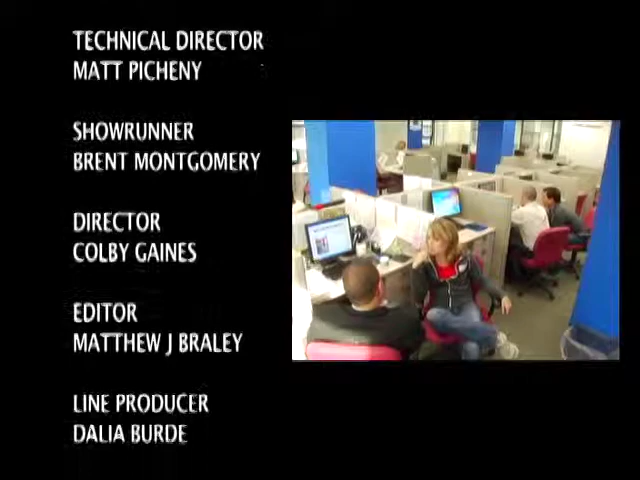 TECHNICAL DIRECTOR
MATT PICHENY
SHOWRUNNER
BRENT MONTGOMERY
DIRECTOR
COLBY GAINES
EDITOR
MATTHEW J BRALEY
LINE PRODUCER
DALIA BURDE